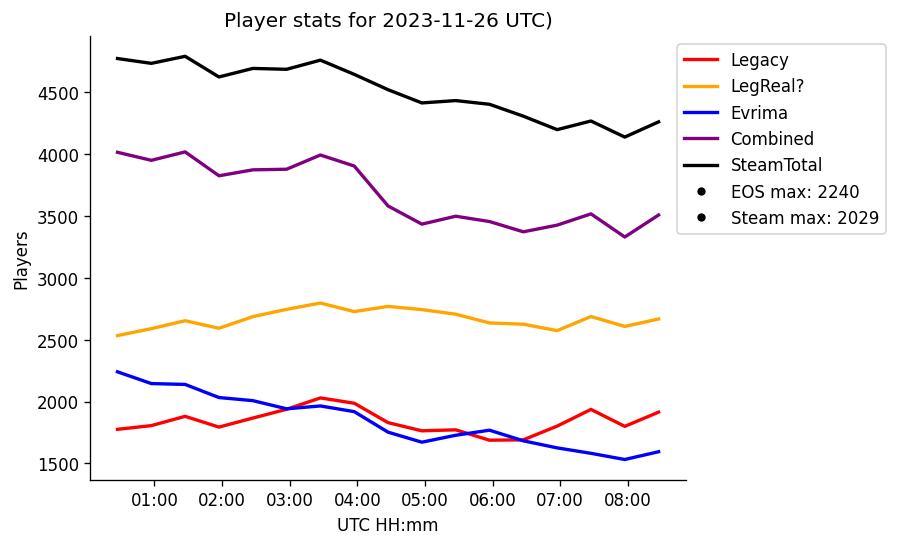 Player stats for 2023-11-26 UTC)
Legacy
LegReal?
Evrima
Combined
SteamTotal
EOS max: 2240
Steam max: 2029
Players
4500
4000
3500
3000
2500
2000
1500
01:00 02:00 03:00 04:00 05:00 06:00 07:00 08:00
UTC HH:mm